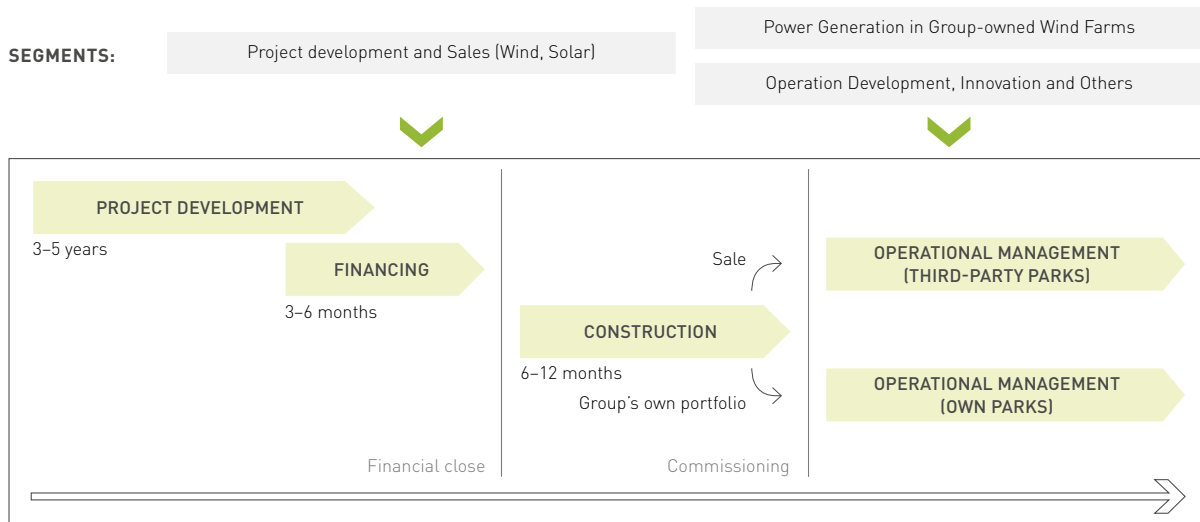 SEGMENTS:
Project development and Sales (Wind, Solar)
Power Generation in Group-owned Wind Farms
Operation Development, Innovation and Others
PROJECT DEVELOPMENT
3–5 years
FINANCING
3–6 months
Financial close
CONSTRUCTION
6–12 months
Sale
Group's own portfolio
Commissioning
OPERATIONAL MANAGEMENT
(THIRD-PARTY PARKS)
OPERATIONAL MANAGEMENT
(OWN PARKS)